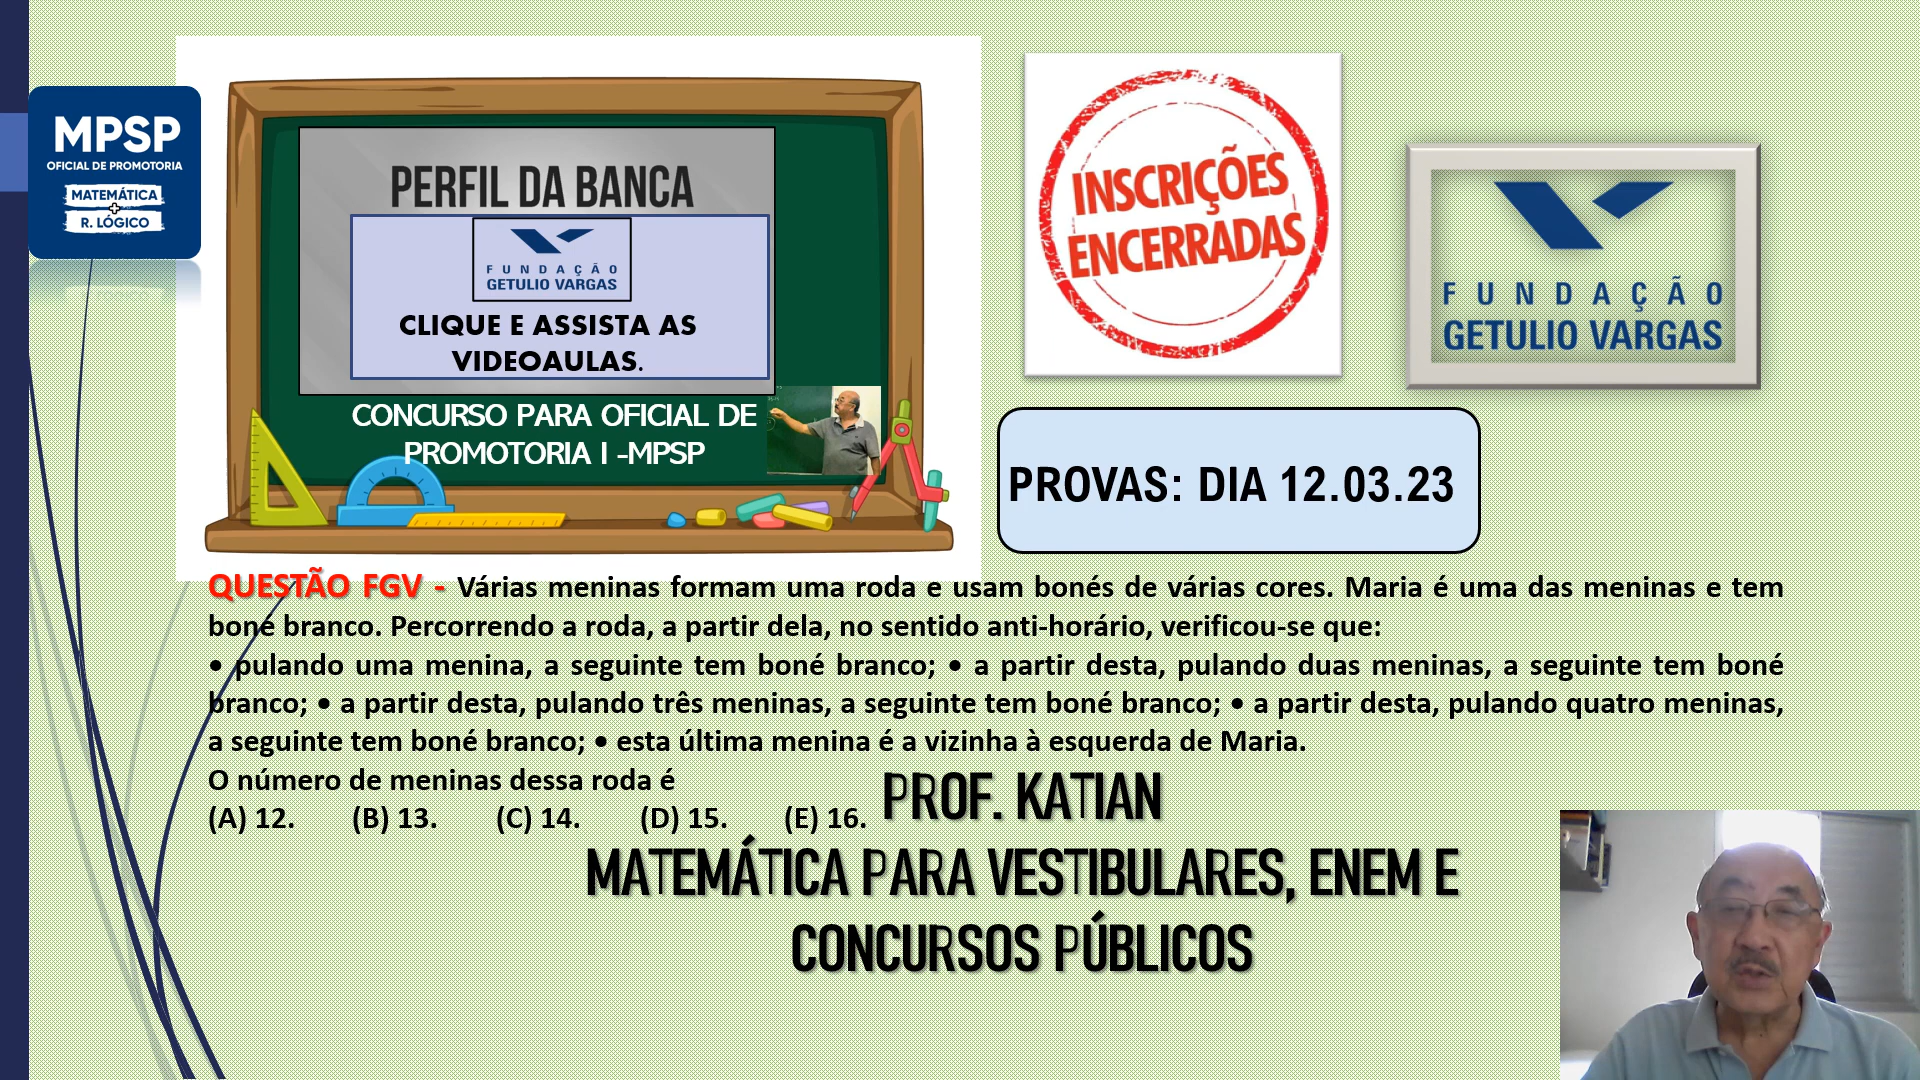 MPSP
OFICIAL DE PROMOTORIA
MATEMÁTICA
+
R. LÓGICO
PERFIL DA BANCA
FUNDAÇÃO
GETULIO VARGAS
CLIQUE E ASSISTA AS
VIDEOAULAS.
CONCURSO PARA OFICIAL DE
PROMOTORIA I -MPSP
INSCRIÇÕES
ENCERRADAS
FUNDAÇÃO
GETULIO VARGAS
PROVAS: DIA 12.03.23
QUESTÃO FGV - Várias meninas formam uma roda e usam bonés de várias cores. Maria é uma das meninas e tem
boné branco. Percorrendo a roda, a partir dela, no sentido anti-horário, verificou-se que:
• pulando uma menina, a seguinte tem boné branco; • a partir desta, pulando duas meninas, a seguinte tem boné
branco; • a partir desta, pulando três meninas, a seguinte tem boné branco; • a partir desta, pulando quatro meninas,
a seguinte tem boné branco; • esta última menina é a vizinha à esquerda de Maria.
O número de meninas dessa roda é
(A) 12. (B) 13. (C) 14. (D) 15. (E) 16.
PROF. KATIAN
MATEMÁTICA PARA VESTIBULARES, ENEM E
CONCURSOS PÚBLICOS